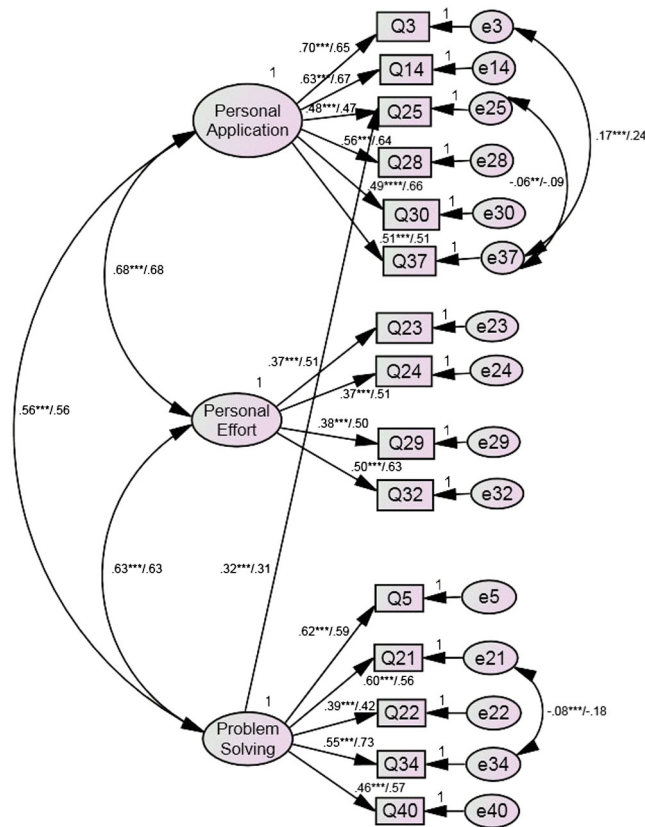 Q3
1
e3
.70***/.65
1
.63***/.67
Q14
1
e14
Personal
Application
.48***/.47
Q25
1
e25
.17***/.24
.56***/.64
Q28
1
e28
-.06**/-.09
.49****/.66
Q30
1
e30
.51***/.51
Q37
1
e37
.68***/.68
Q23
1
e23
.37***/.51
Q24
1
e24
1
.37***/.51
Personal
Effort
.56***/.56
.38***/.50
Q29
1
e29
.50***/.63
Q32
1
e32
.63***/.63
.32***/.31
Q5
1
e5
.62***/.59
Q21
1
e21
.60***/.56
1
.39***/.42
Q22
1
e22
-.08***/-.18
Problem
Solving
.55***/.73
Q34
1
e34
.46***/.57
Q40
1
e40